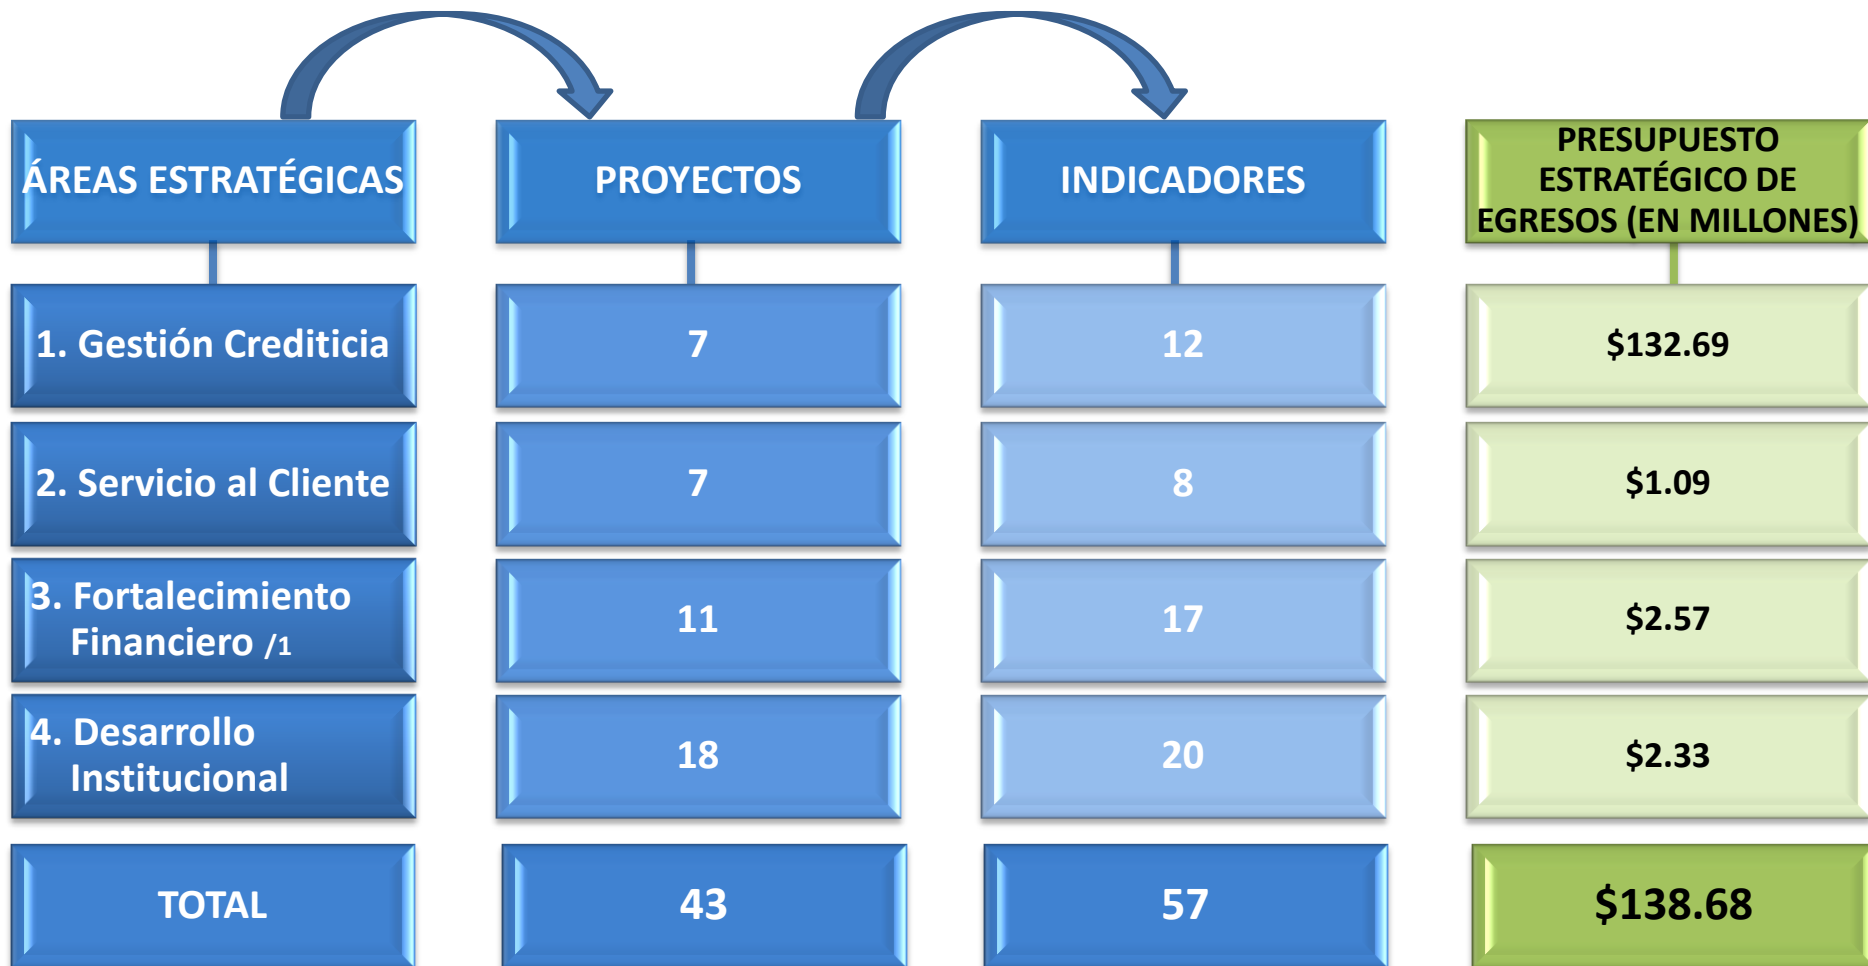 ÁREAS ESTRATÉGICAS
PROYECTOS
INDICADORES
PRESUPUESTO
ESTRATÉGICO DE
EGRESOS (EN MILLONES)
1. Gestión Crediticia
7
12
$132.69
2. Servicio al Cliente
7
8
$1.09
3. Fortalecimiento
Financiero /1
11
17
$2.57
4. Desarrollo
Institucional
18
20
$2.33
TOTAL
43
57
$138.68